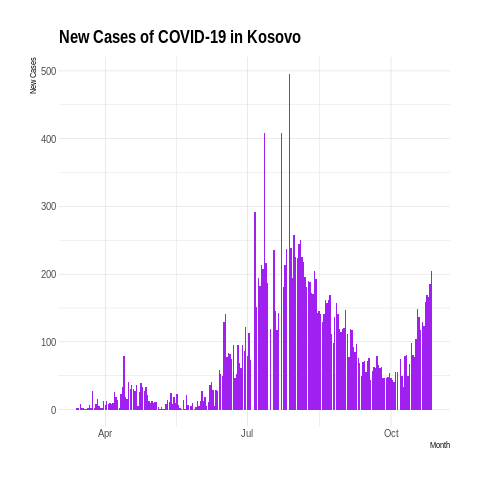 New Cases of COVID-19 in Kosovo
New Cases
500
400
300
200
100
0
Apr
Jul
Oct
Month